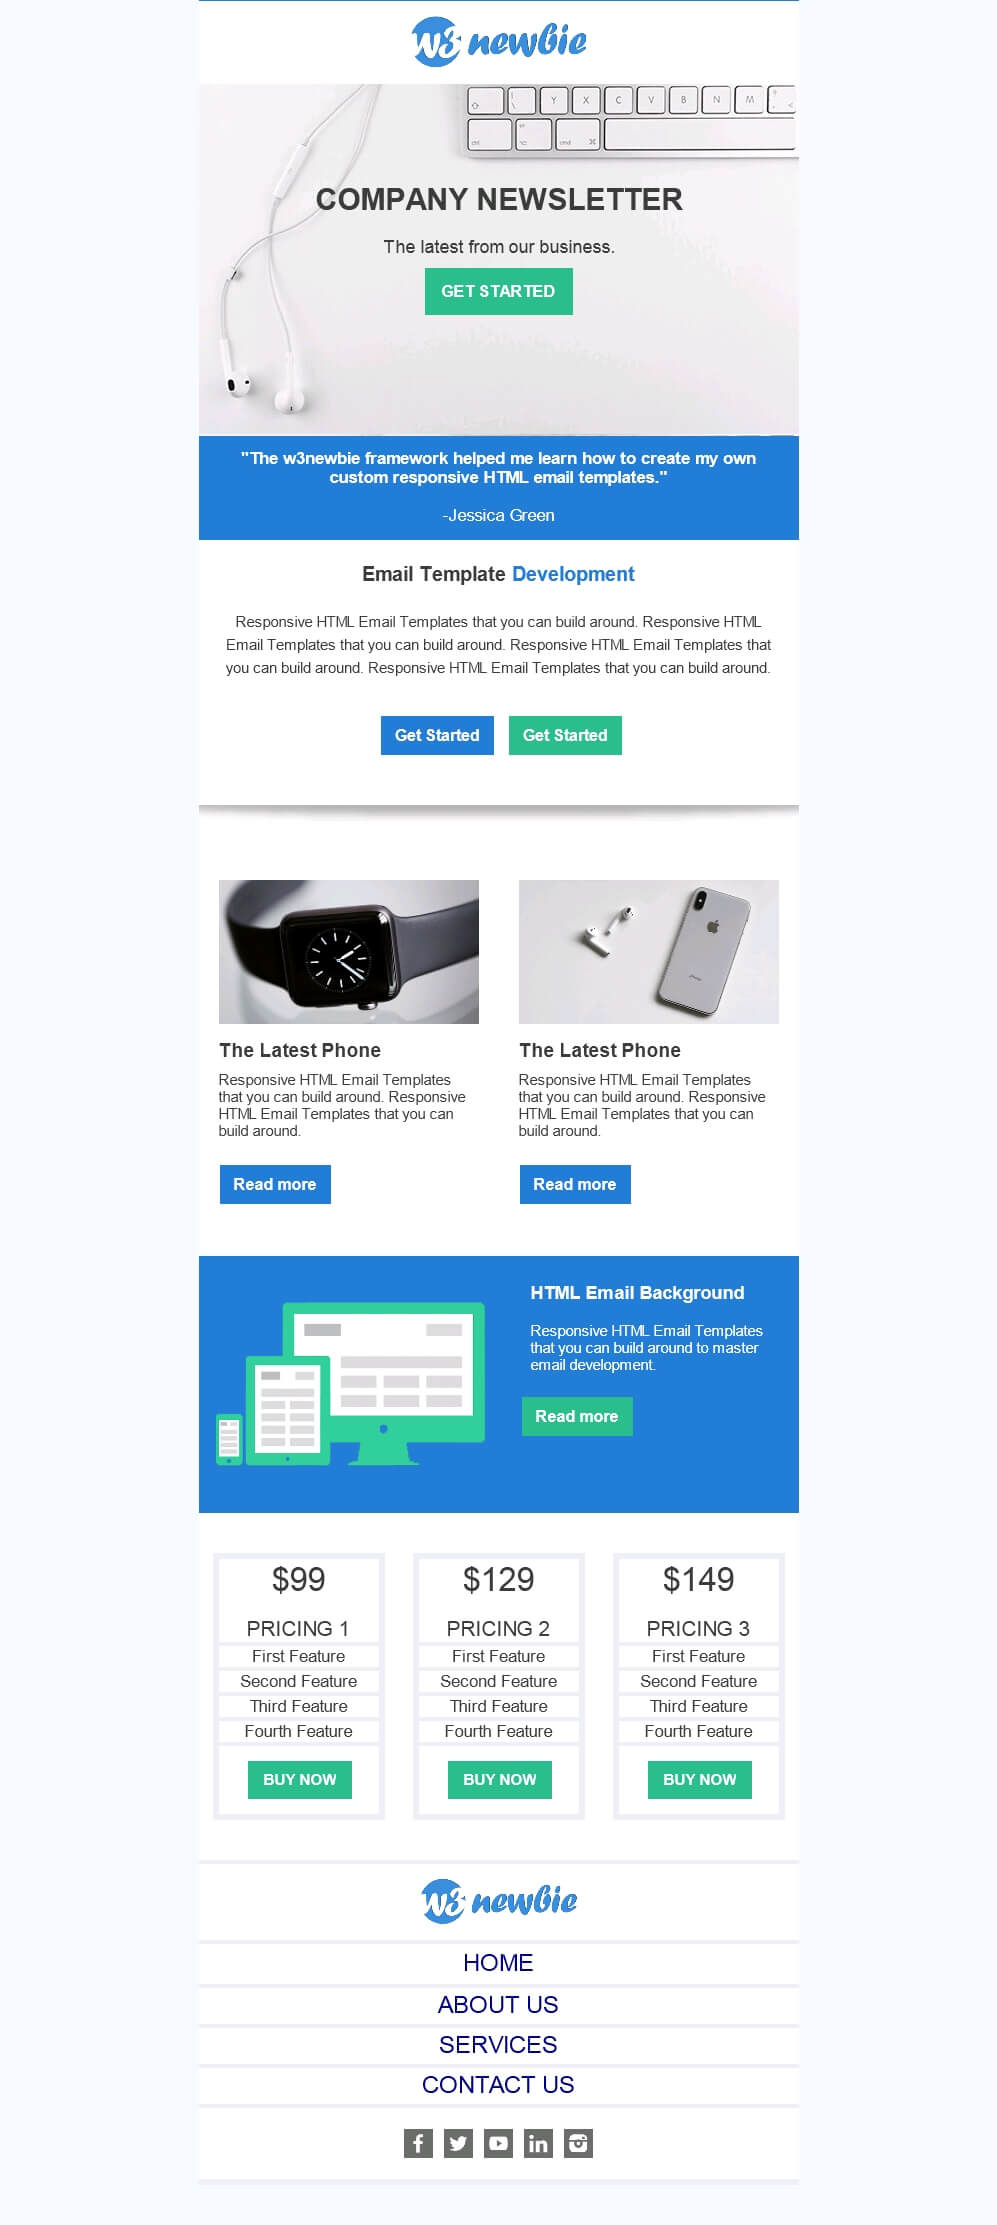 w3 newbie
Y X C V B N M <
ctrl cmd ⌘
COMPANY NEWSLETTER
The latest from our business.
GET STARTED
"The w3newbie framework helped me learn how to create my own
custom responsive HTML email templates."
-Jessica Green
Email Template Development
Responsive HTML Email Templates that you can build around. Responsive HTML
Email Templates that you can build around. Responsive HTML Email Templates that
you can build around. Responsive HTML Email Templates that you can build around.
Get Started Get Started
The Latest Phone
Responsive HTML Email Templates
that you can build around. Responsive
HTML Email Templates that you can
build around.
Read more
The Latest Phone
Responsive HTML Email Templates
that you can build around. Responsive
HTML Email Templates that you can
build around.
Read more
HTML Email Background
Responsive HTML Email Templates
that you can build around to master
email development.
Read more
$99
PRICING 1
First Feature
Second Feature
Third Feature
Fourth Feature
BUY NOW
$129
PRICING 2
First Feature
Second Feature
Third Feature
Fourth Feature
BUY NOW
$149
PRICING 3
First Feature
Second Feature
Third Feature
Fourth Feature
BUY NOW
w3 newbie
HOME
ABOUT US
SERVICES
CONTACT US